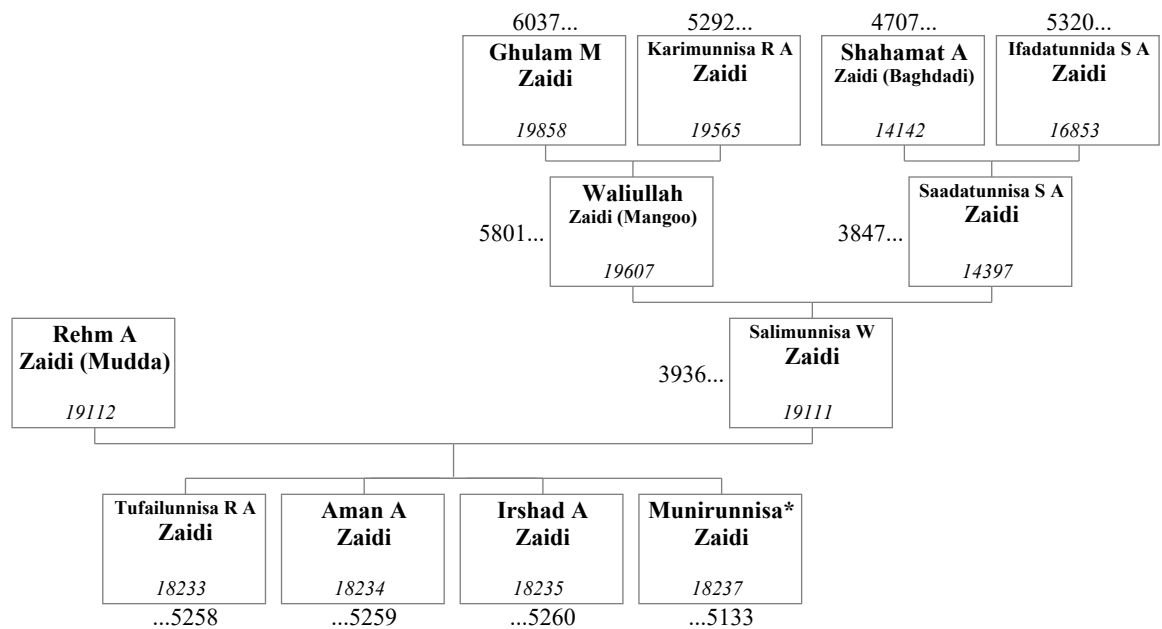 6037... 5292... 4707... 5320...
Ghulam M
Zaidi
19858
Karimunnisa R A
Zaidi
19565
Shahamat A
Zaidi (Baghdadi)
14142
Ifadatunnida S A
Zaidi
16853
5801...
Waliullah
Zaidi (Mangoo)
19607
3847...
Saadatunnisa S A
Zaidi
14397
Rehm A
Zaidi (Mudda)
19112
3936...
Salimunnisa W
Zaidi
19111
Tufailunnisa R A
Zaidi
18233
Aman A
Zaidi
18234
Irshad A
Zaidi
18235
Munirunnisa*
Zaidi
18237
...5258 ...5259 ...5260 ...5133